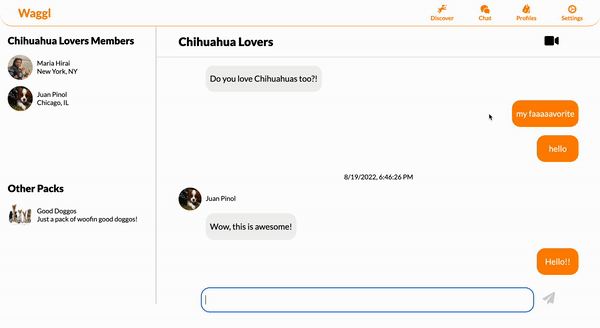 Waggl
Discover
Chat
Profiles
Settings
Chihuahua Lovers Members
Maria Hirai
New York, NY
Juan Pinol
Chicago, IL
Other Packs
Good Doggos
Just a pack of woofin good doggos!
Chihuahua Lovers
Do you love Chihuahuas too?!
my faaaaavorite
hello
8/19/2022, 6:46:26 PM
Juan Pinol
Wow, this is awesome!
Hello!!